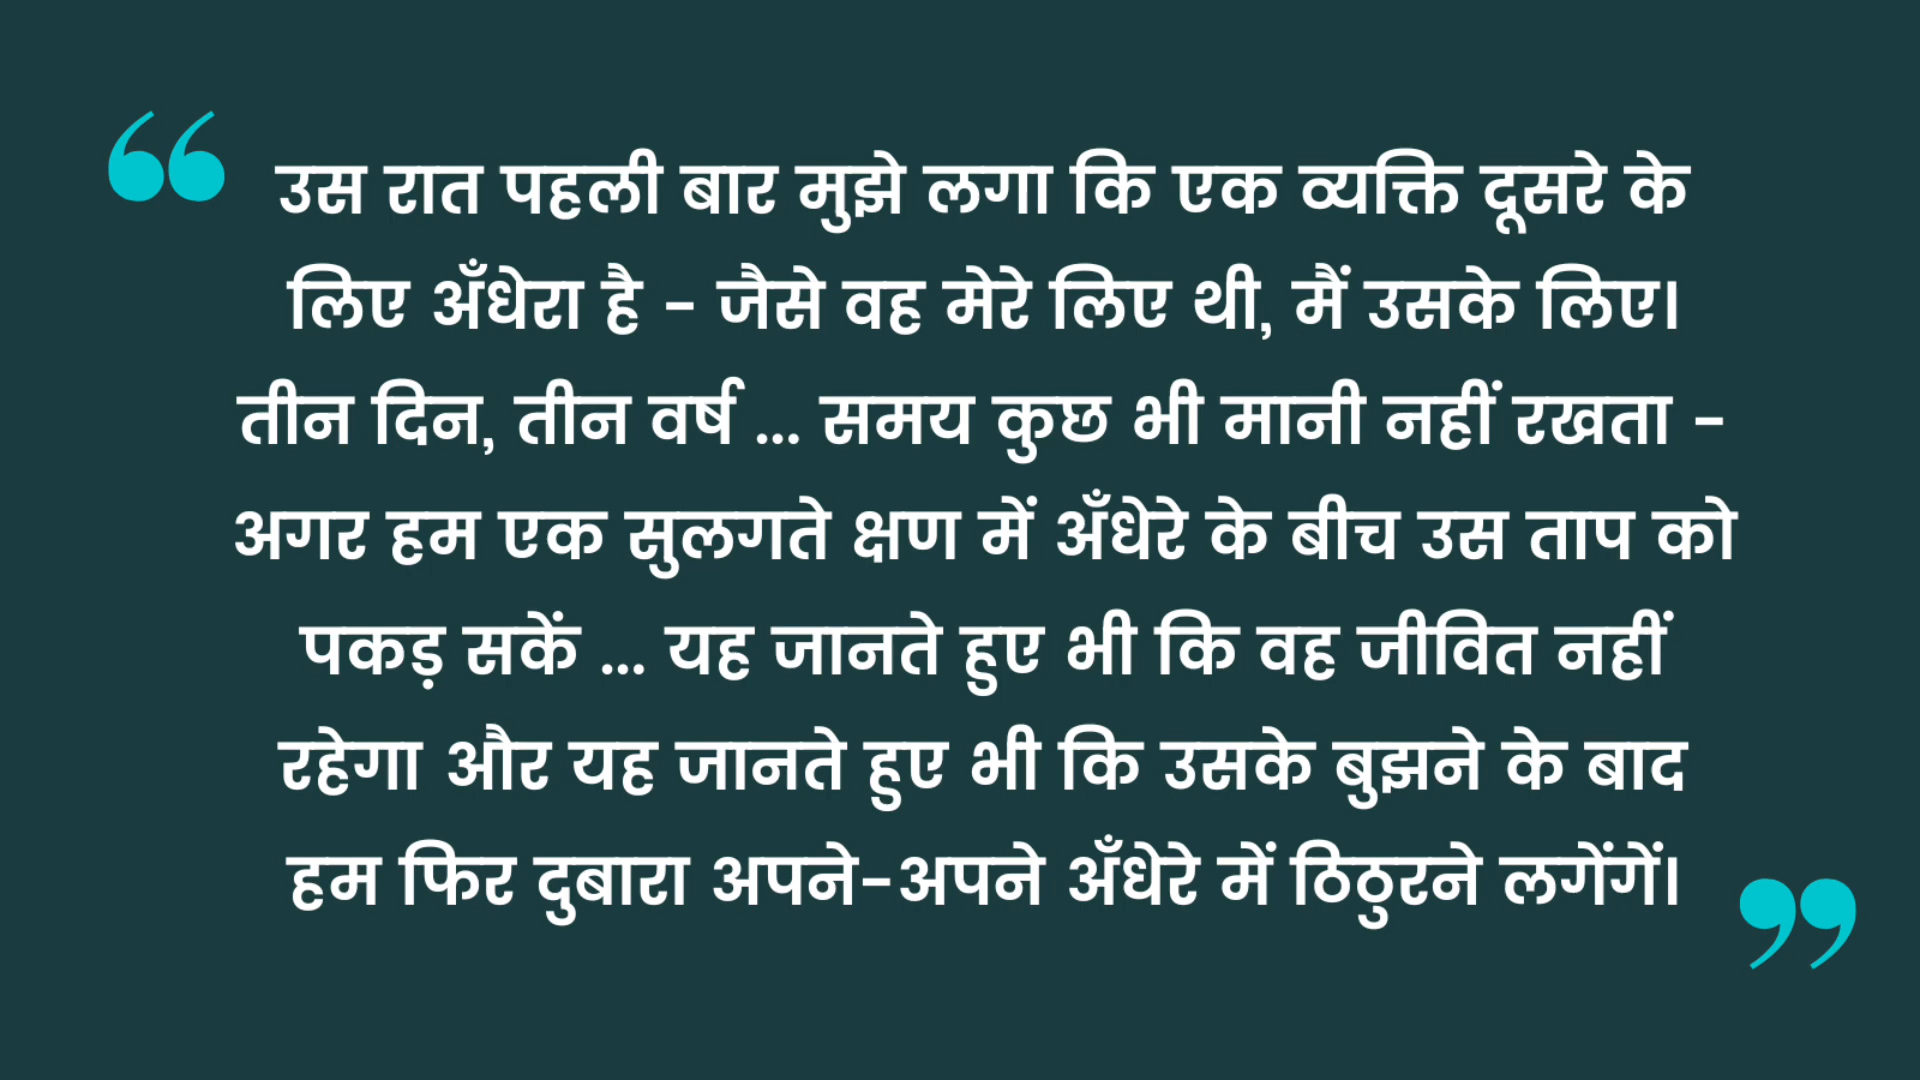 “उस रात पहली बार मुझे लगा कि एक व्यक्ति दूसरे के
लिए अँधेरा है - जैसे वह मेरे लिए थी, मैं उसके लिए।
तीन दिन, तीन वर्ष ... समय कुछ भी मानी नहीं रखता -
अगर हम एक सुलगते क्षण में अँधेरे के बीच उस ताप को
पकड़ सकें ... यह जानते हुए भी कि वह जीवित नहीं
रहेगा और यह जानते हुए भी कि उसके बुझने के बाद
हम फिर दुबारा अपने-अपने अँधेरे में ठिठुरने लगेंगें।”